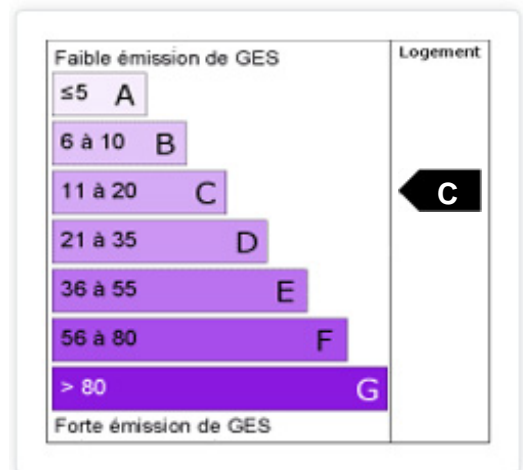 Faible émission de GES
Logement
≤5 A
6 à 10 B
11 à 20 C
C
21 à 35 D
36 à 55 E
56 à 80 F
> 80 G
Forte émission de GES